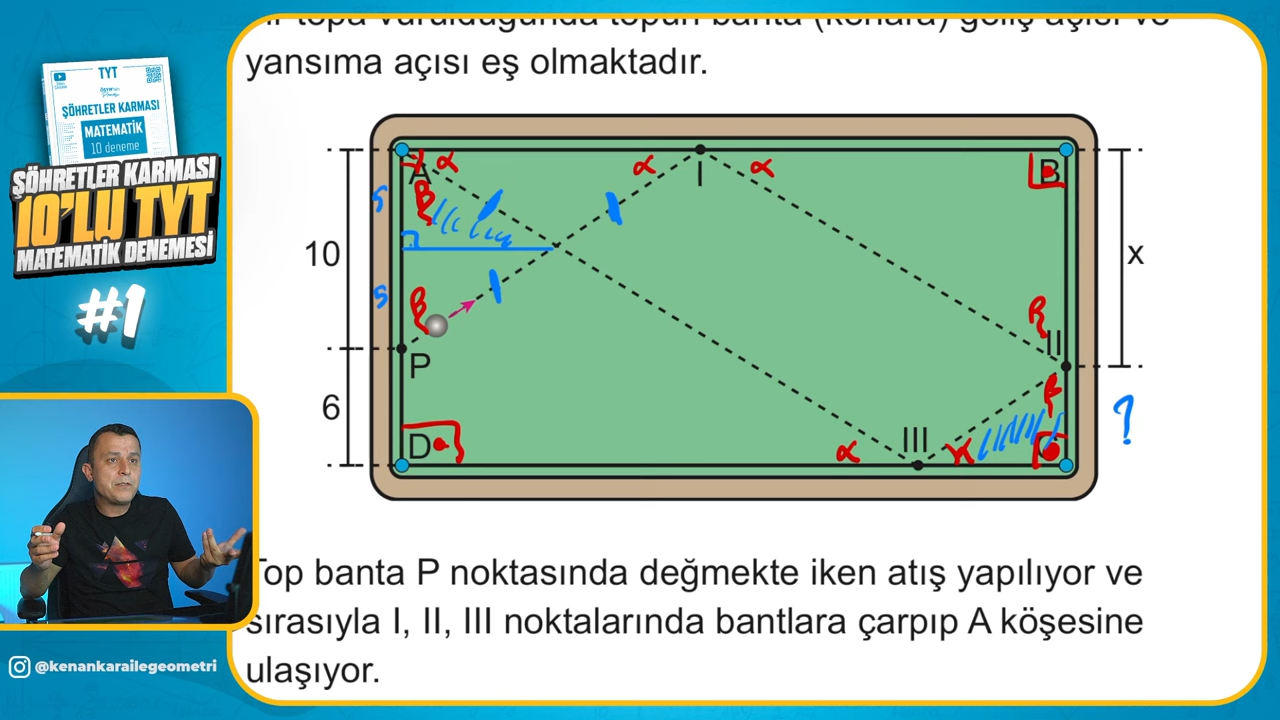 yansıma açısı eş olmaktadır.
TYT
ŞÖHRETLER KARMASI
MATEMATİK
10 deneme
ŞÖHRETLER KARMASI
10'LU TYT
MATEMATİK DENEMESİ
#1
A
α
α
I
α
B
5
β
10
x
5
β
β
II
P
6
β
?
D
α
III
α
C
Top banta P noktasında değmekte iken atış yapılıyor ve
sırasıyla I, II, III noktalarında bantlara çarpıp A köşesine
ulaşıyor.
@kenankarailegeometri